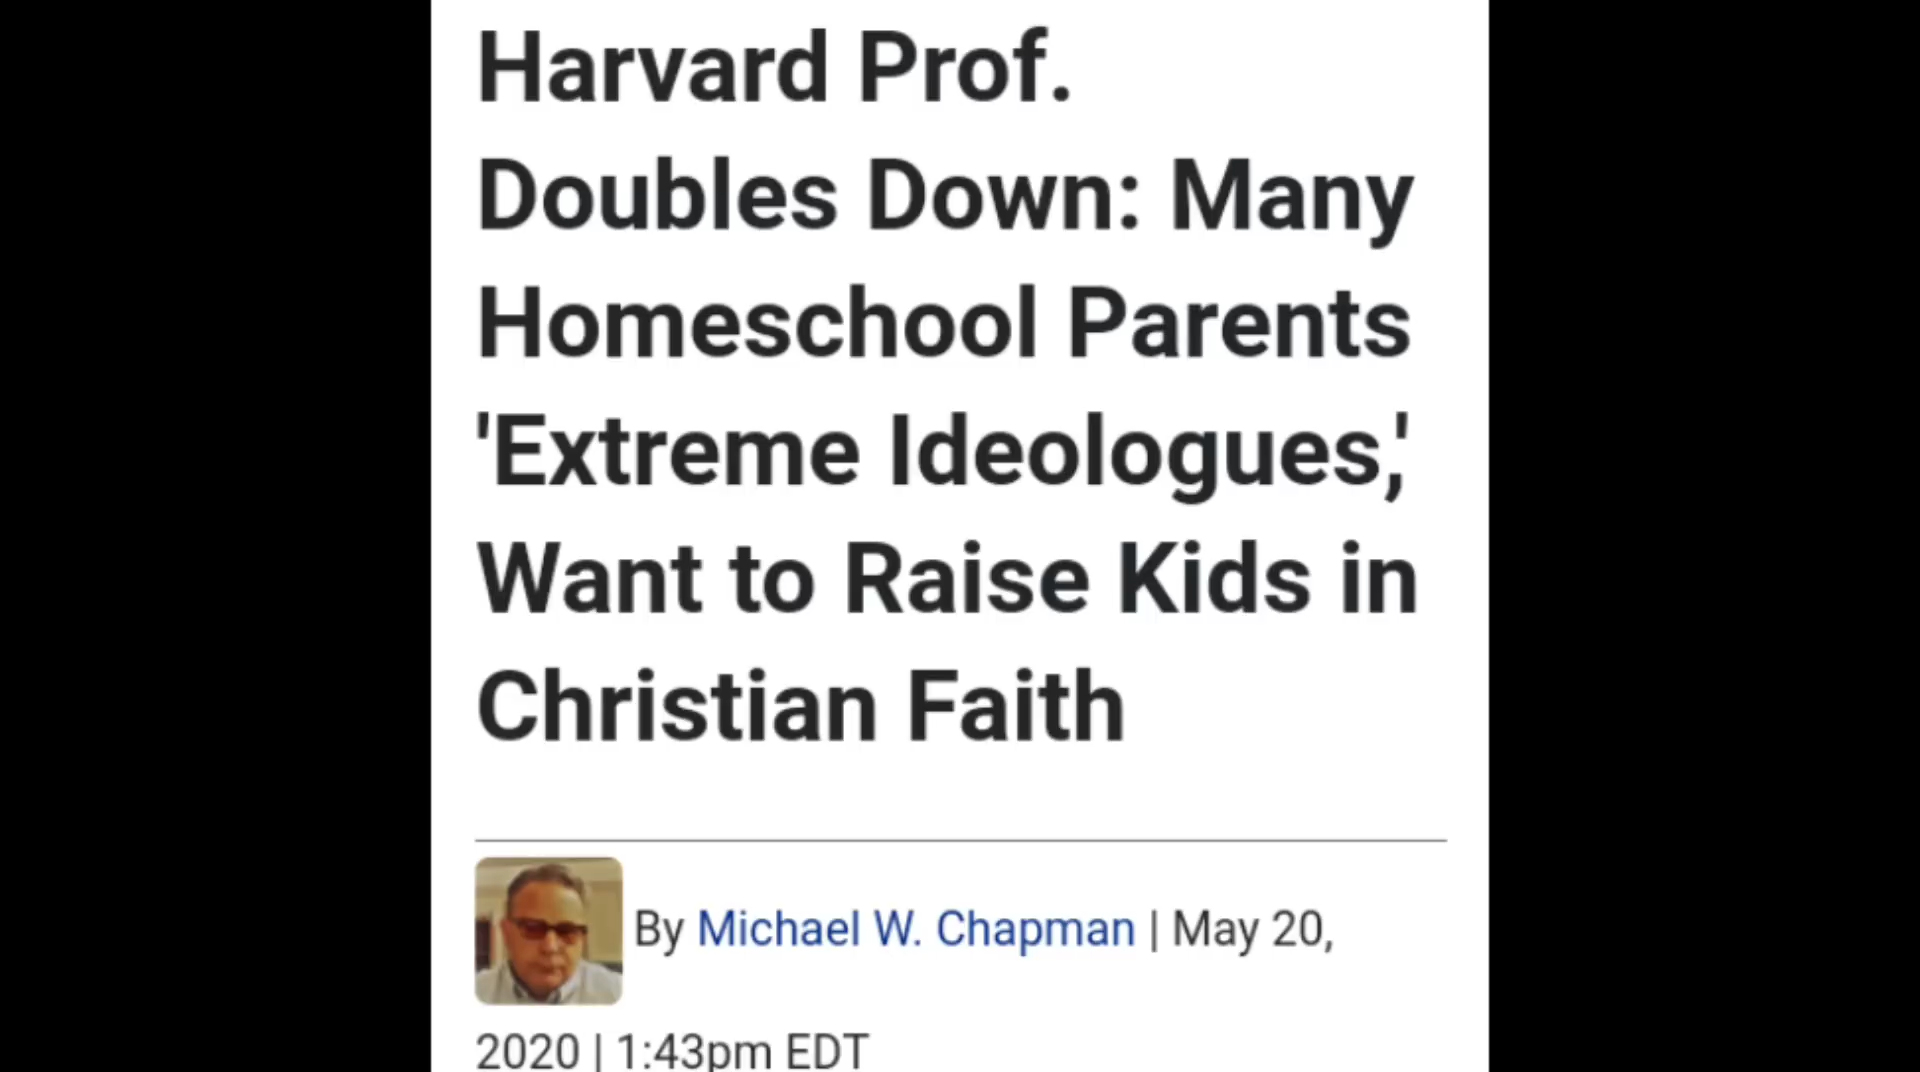 Harvard Prof.
Doubles Down: Many
Homeschool Parents
'Extreme Ideologues,'
Want to Raise Kids in
Christian Faith
By Michael W. Chapman | May 20,
2020 | 1:43pm EDT